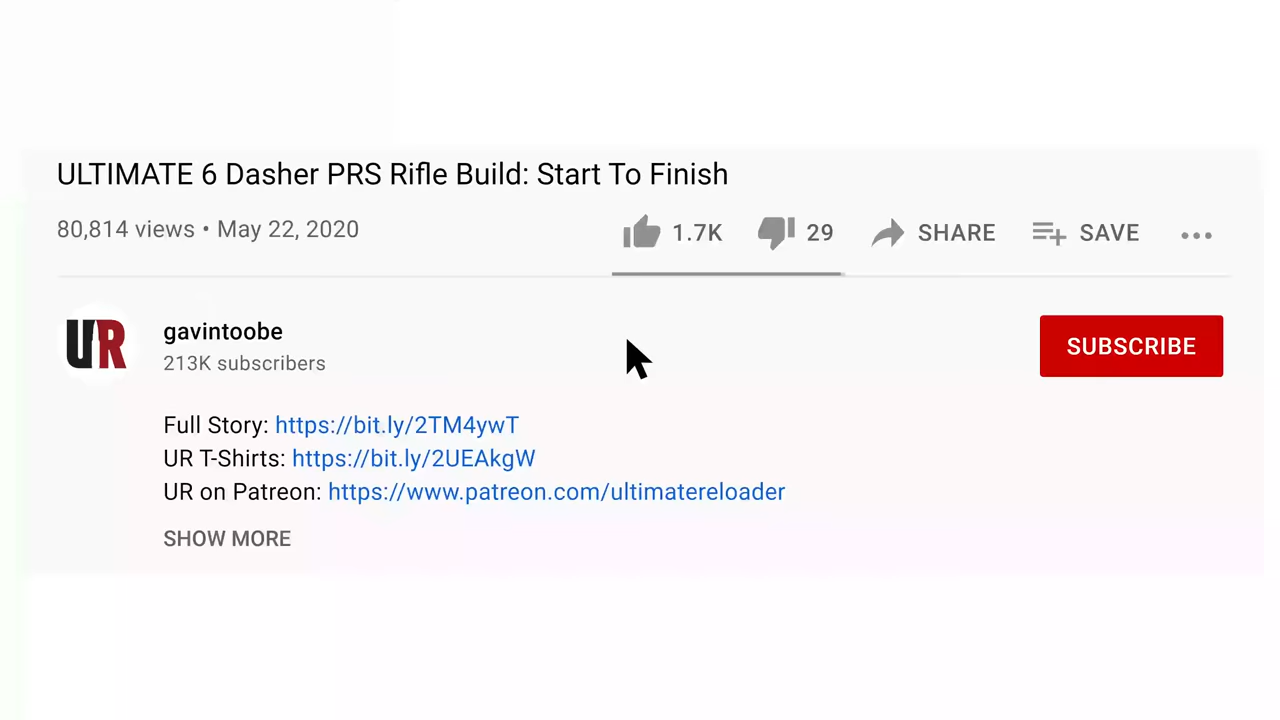 ULTIMATE 6 Dasher PRS Rifle Build: Start To Finish
80,814 views • May 22, 2020
1.7K 29 SHARE SAVE
UR
gavintoobe
213K subscribers
SUBSCRIBE
Full Story: https://bit.ly/2TM4ywT
UR T-Shirts: https://bit.ly/2UEAkgW
UR on Patreon: https://www.patreon.com/ultimatereloader
SHOW MORE